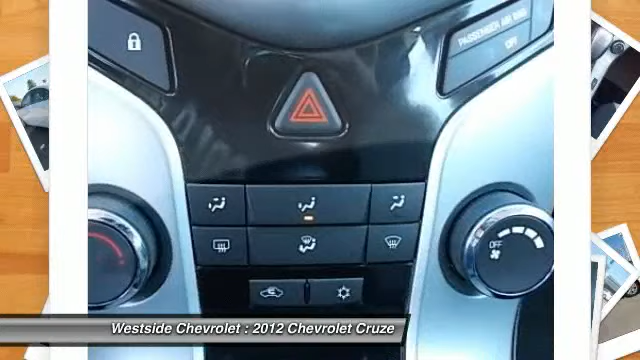 PASSENGER AIR BAG
OFF
OFF
Westside Chevrolet : 2012 Chevrolet Cruze